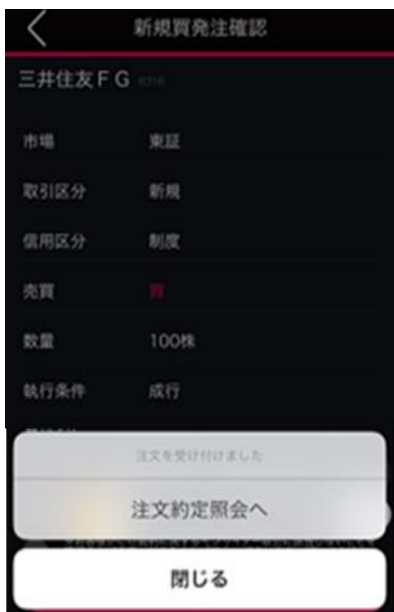 新規買発注確認
三井住友ＦＧ 8316
市場 東証
取引区分 新規
信用区分 制度
売買 買
数量 100株
執行条件 成行
注文を受け付けました
注文約定照会へ
閉じる